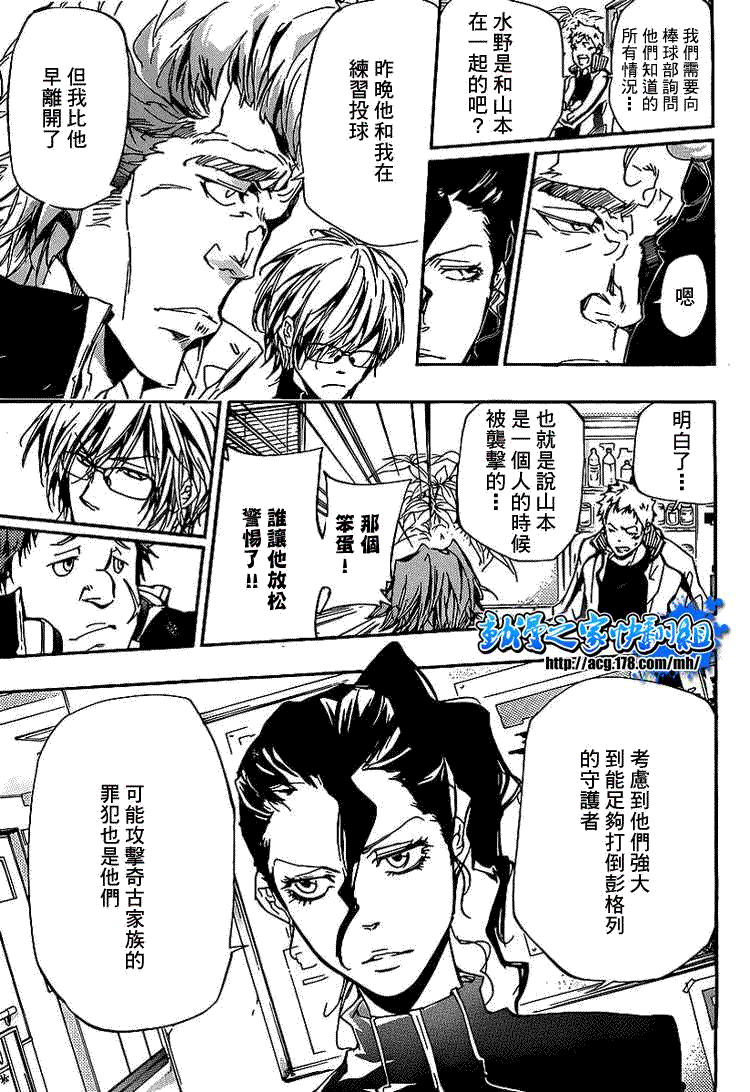 我們需要向
棒球部詢問
他們知道的
所有情況…
水野是和山本
在一起的吧？
嗯
昨晚他和我在
練習投球
但我比他
早離開了
明白了…
也就是說山本
是一個人的時候
被襲擊的…
那個
笨蛋！
誰讓他放松
警惕了!!
動漫之家快翻組
http://acg.178.com/mh/
考慮到他們強大
到能足夠打倒彭格列
的守護者
可能攻擊奇古家族的
罪犯也是他們